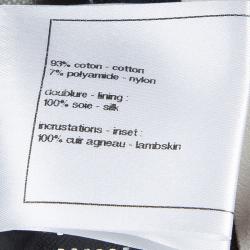 93% coton - cotton
7% polyamide - nylon
doublure - lining :
100% soie - silk
incrustations - inset :
100% cuir agneau - lambskin